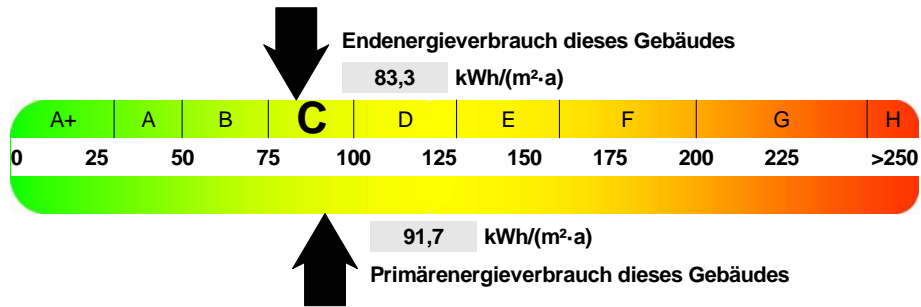 Endenergieverbrauch dieses Gebäudes
83,3 kWh/(m²·a)
A+ A B C D E F G H
0 25 50 75 100 125 150 175 200 225 >250
91,7 kWh/(m²·a)
Primärenergieverbrauch dieses Gebäudes